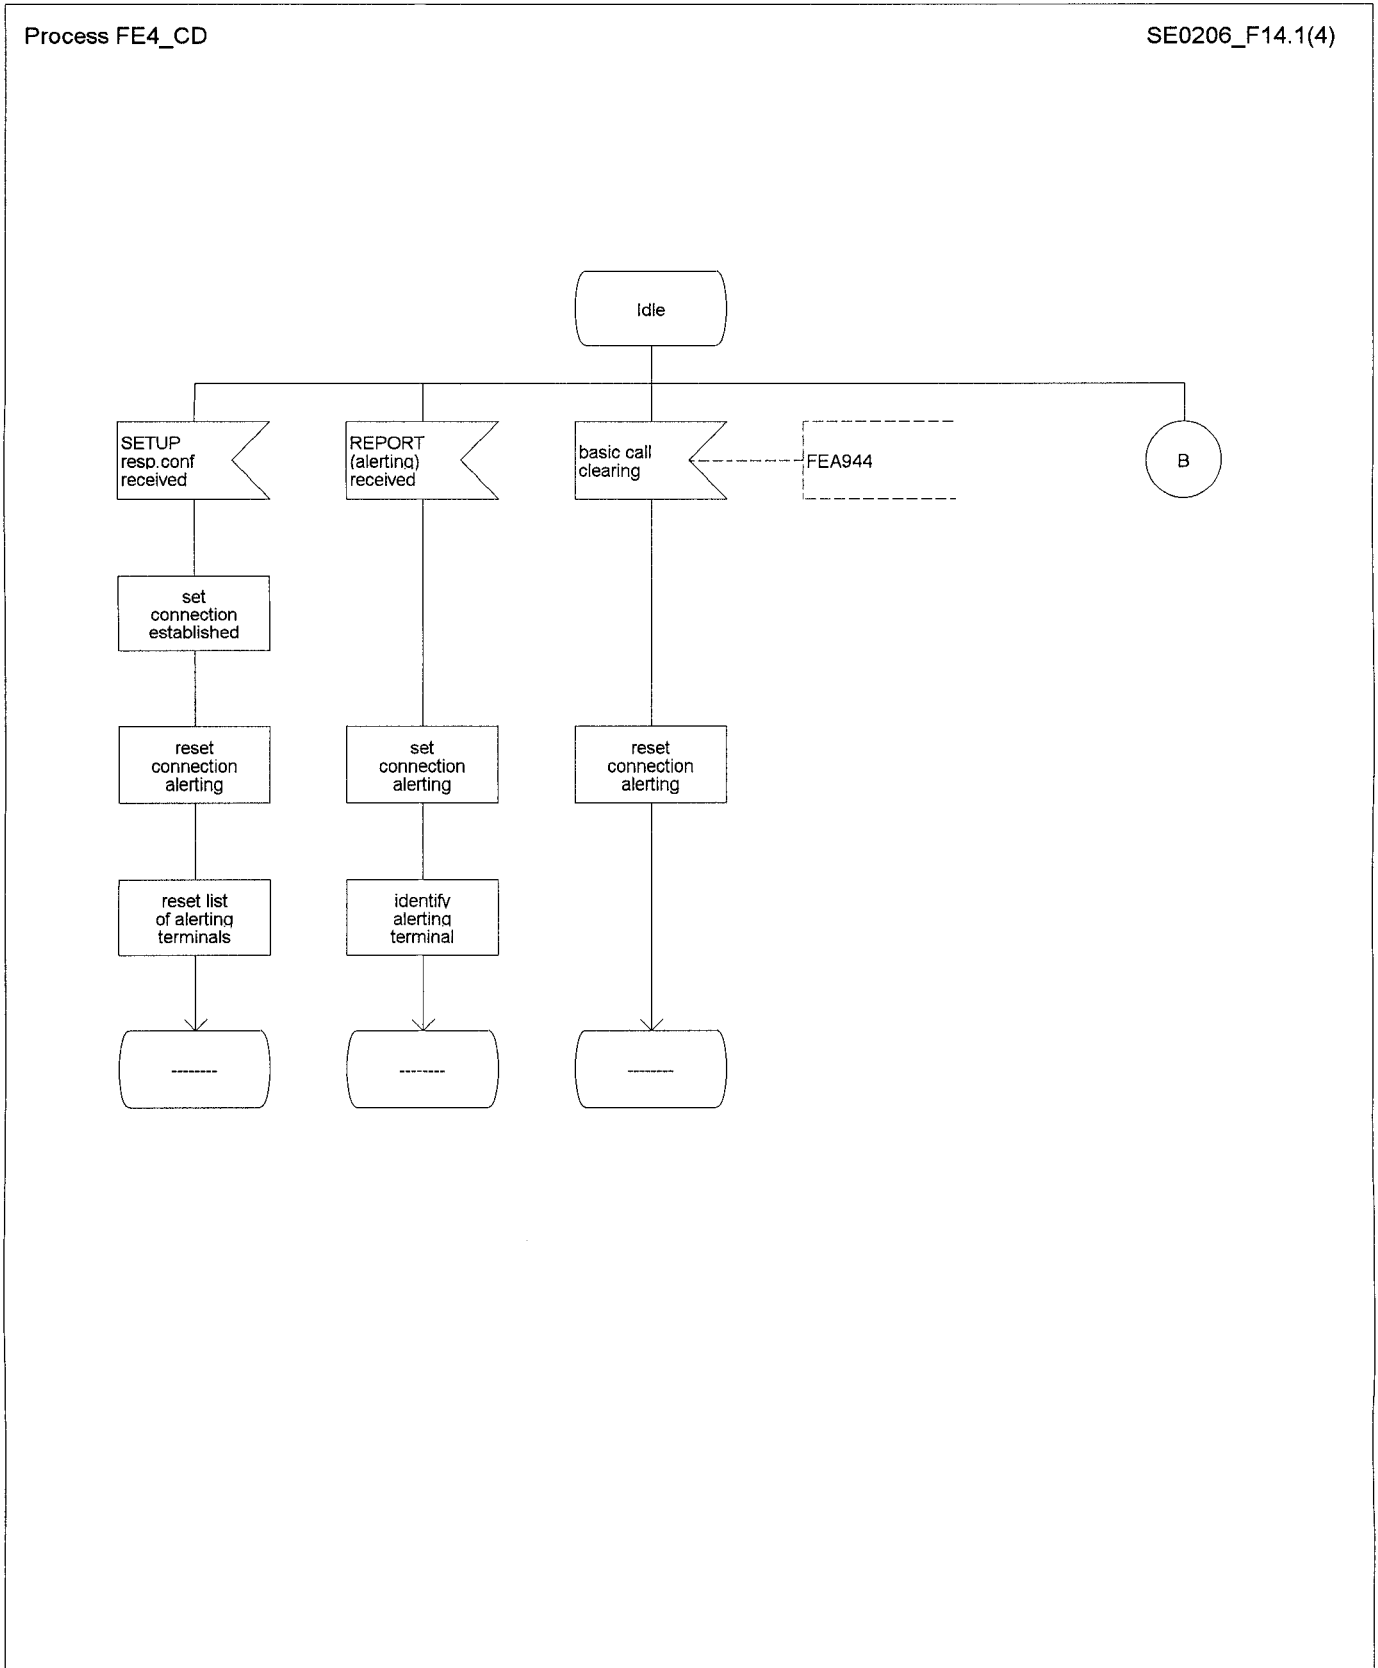 Process FE4_CD
SE0206_F14.1(4)
Idle
SETUP
resp.conf
received
REPORT
(alerting)
received
basic call
clearing
FEA944
B
set
connection
established
reset
connection
alerting
set
connection
alerting
reset
connection
alerting
reset list
of alerting
terminals
identify
alerting
terminal
--------
--------
--------